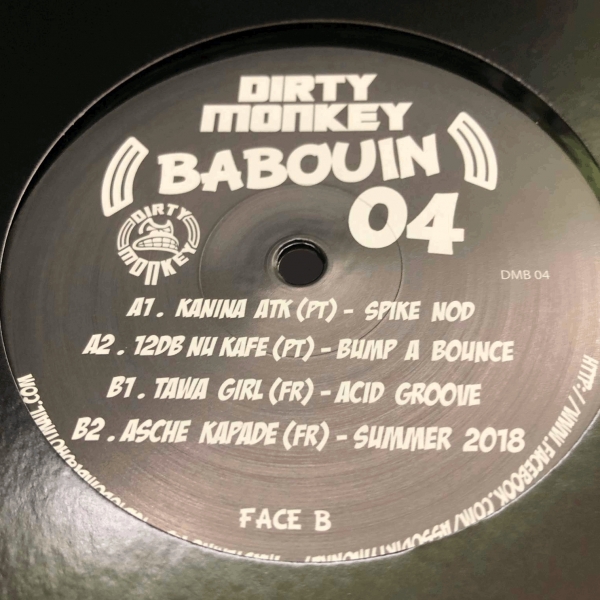 DIRTY
MONKEY
BABOUIN
04
DIRTY
MONKEY
DMB 04
A1. KANINA ATK (PT) - SPIKE NOD
A2. 12DB NU KAFE (PT) - BUMP A BOUNCE
B1. TAWA GIRL (FR) - ACID GROOVE
B2. ASCHE KAPADE (FR) - SUMMER 2018
FACE B